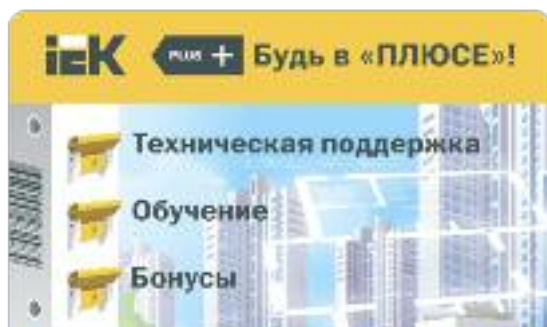 iEK PLUS + Будь в «ПЛЮСЕ»!
Техническая поддержка
Обучение
Бонусы